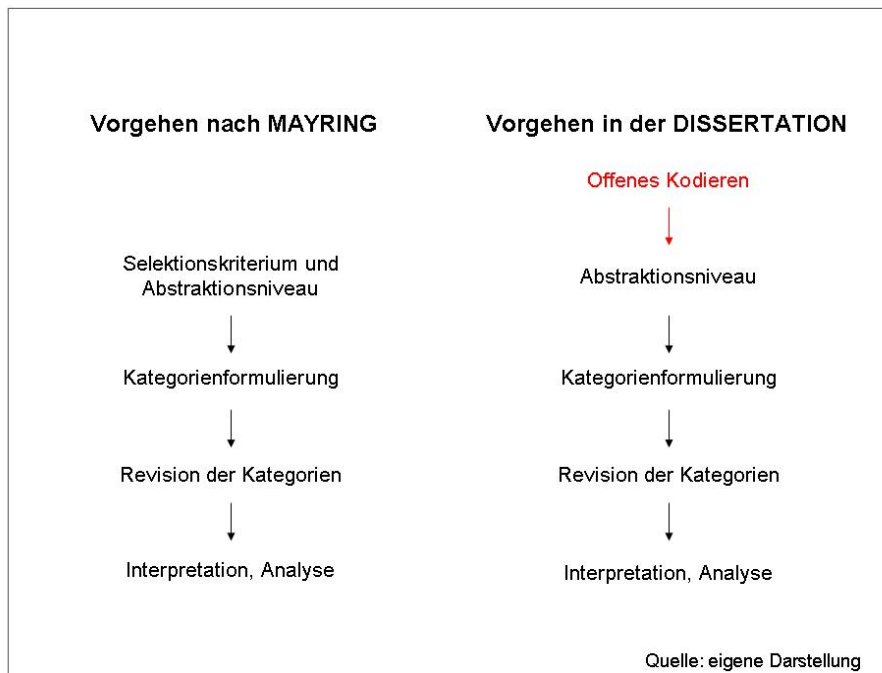 Vorgehen nach MAYRING
Selektionskriterium und
Abstraktionsniveau
Kategorienformulierung
Revision der Kategorien
Interpretation, Analyse
Vorgehen in der DISSERTATION
Offenes Kodieren
Abstraktionsniveau
Kategorienformulierung
Revision der Kategorien
Interpretation, Analyse
Quelle: eigene Darstellung